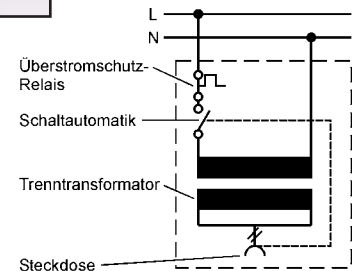 L
N
Überstromschutz-
Relais
Schaltautomatik
Trenntransformator
Steckdose